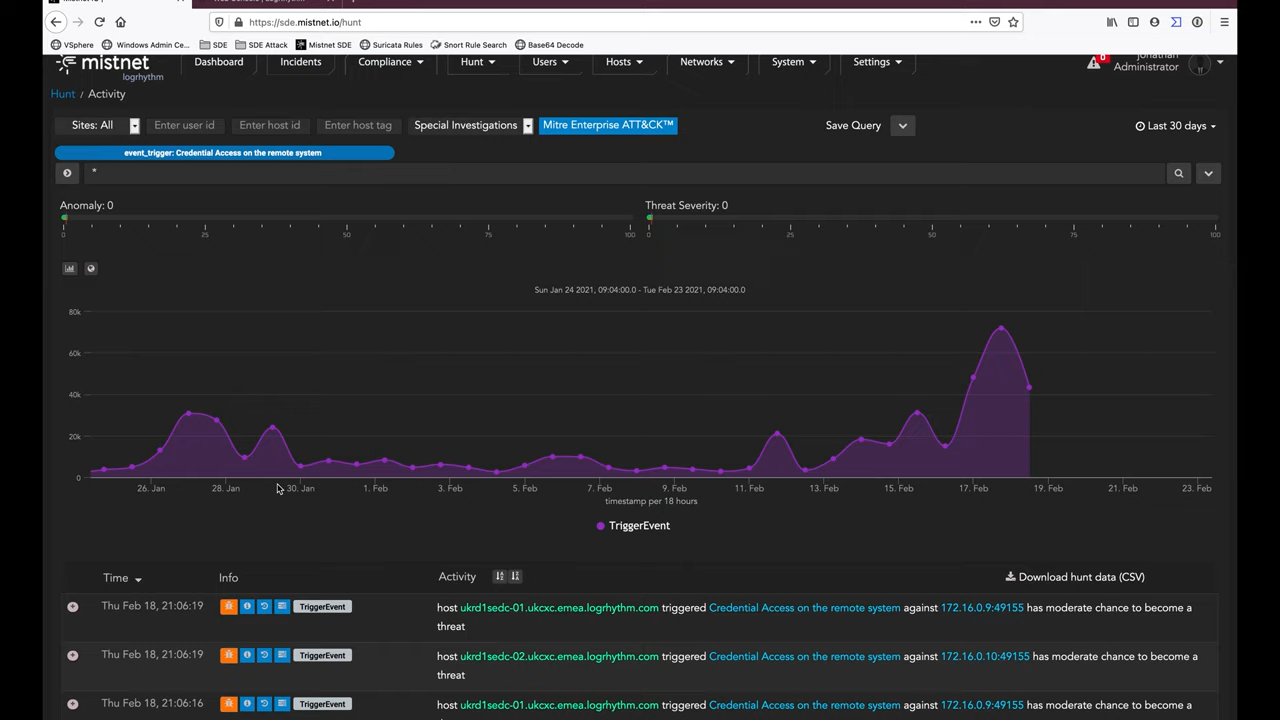 https://sde.mistnet.io/hunt
VSphere Windows Admin Ce... SDE SDE Attack Mistnet SDE Suricata Rules Snort Rule Search Base64 Decode
mistnet
logrhythm
Dashboard Incidents Compliance Hunt Users Hosts Networks System Settings
0
Jonathan
Administrator
Hunt / Activity
Sites: All Enter user id Enter host id Enter host tag Special Investigations Mitre Enterprise ATT&CK™ Save Query Last 30 days
event_trigger: Credential Access on the remote system
*
Anomaly: 0 Threat Severity: 0
0 25 50 75 100 0 25 50 75 100
Sun Jan 24 2021, 09:04:00.0 - Tue Feb 23 2021, 09:04:00.0
80k
60k
40k
20k
0
26. Jan 28. Jan 30. Jan 1. Feb 3. Feb 5. Feb 7. Feb 9. Feb 11. Feb 13. Feb 15. Feb 17. Feb 19. Feb 21. Feb 23. Feb
timestamp per 18 hours
TriggerEvent
Time Info Activity Download hunt data (CSV)
Thu Feb 18, 21:06:19 TriggerEvent host ukrd1sedc-01.ukcxc.emea.logrhythm.com triggered Credential Access on the remote system against 172.16.0.9:49155 has moderate chance to become a
threat
Thu Feb 18, 21:06:19 TriggerEvent host ukrd1sedc-02.ukcxc.emea.logrhythm.com triggered Credential Access on the remote system against 172.16.0.10:49155 has moderate chance to become a
threat
Thu Feb 18, 21:06:16 TriggerEvent host ukrd1sedc-01.ukcxc.emea.logrhythm.com triggered Credential Access on the remote system against 172.16.0.9:49155 has moderate chance to become a